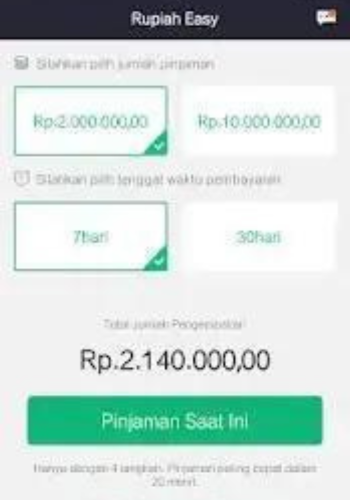 Rupiah Easy
Silahkan pilih jumlah pinjaman
Rp.2.000.000,00
Rp.10.000.000,00
Silahkan pilih tenggat waktu pembayaran
7hari
30hari
Total Jumlah Pengembalian
Rp.2.140.000,00
Pinjaman Saat Ini
Hanya dengan 4 langkah, Pinjaman paling cepat dalam
20 menit.